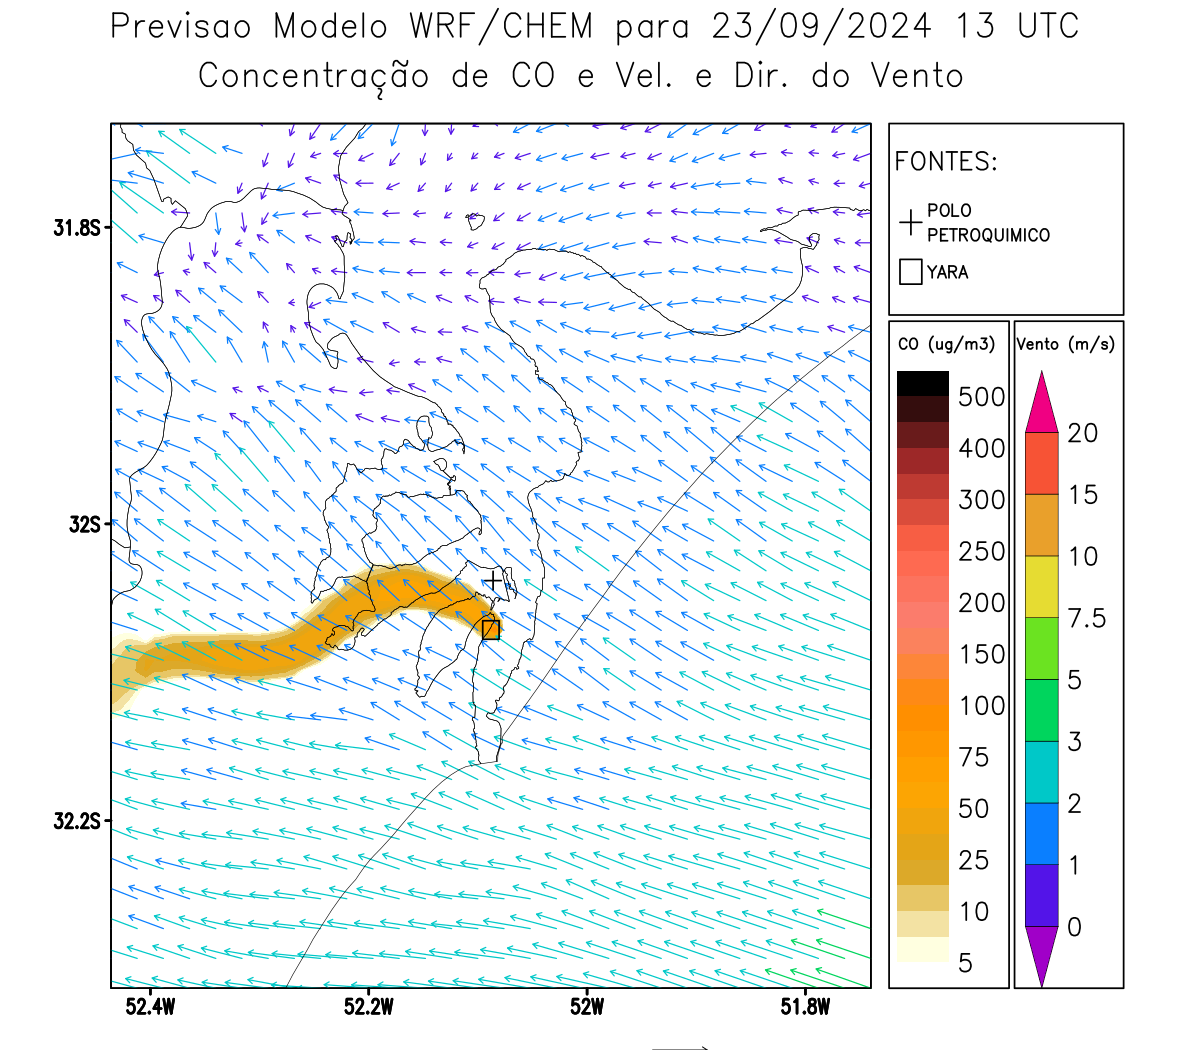 Previsao Modelo WRF/CHEM para 23/09/2024 13 UTC
Concentração de CO e Vel. e Dir. do Vento
FONTES:
POLO
PETROQUIMICO
YARA
CO (ug/m3)
500
400
300
250
200
150
100
75
50
25
10
5
Vento (m/s)
20
15
10
7.5
5
3
2
1
0
31.8S
32S
32.2S
52.4W
52.2W
52W
51.8W